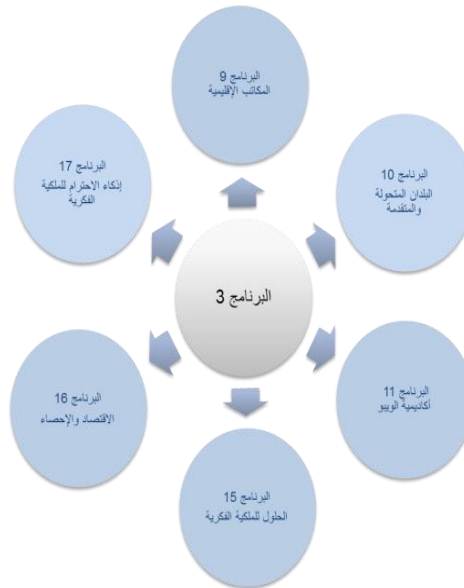 البرنامج 9
المكاتب الإقليمية
البرنامج 10
البلدان المتحولة
والمتقدمة
البرنامج 11
أكاديمية الويبو
البرنامج 15
الحلول للملكية الفكرية
البرنامج 16
الاقتصاد والإحصاء
البرنامج 17
إذكاء الاحترام للملكية
الفكرية
البرنامج 3